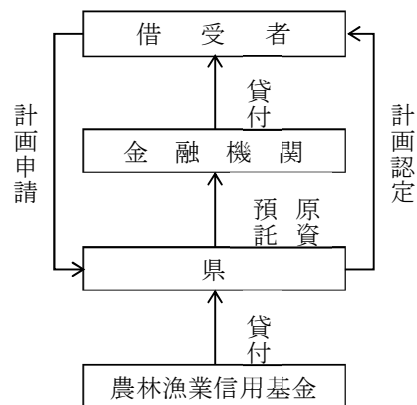 借受者
貸付
計画申請
計画認定
金融機関
原資
預託
県
貸付
農林漁業信用基金